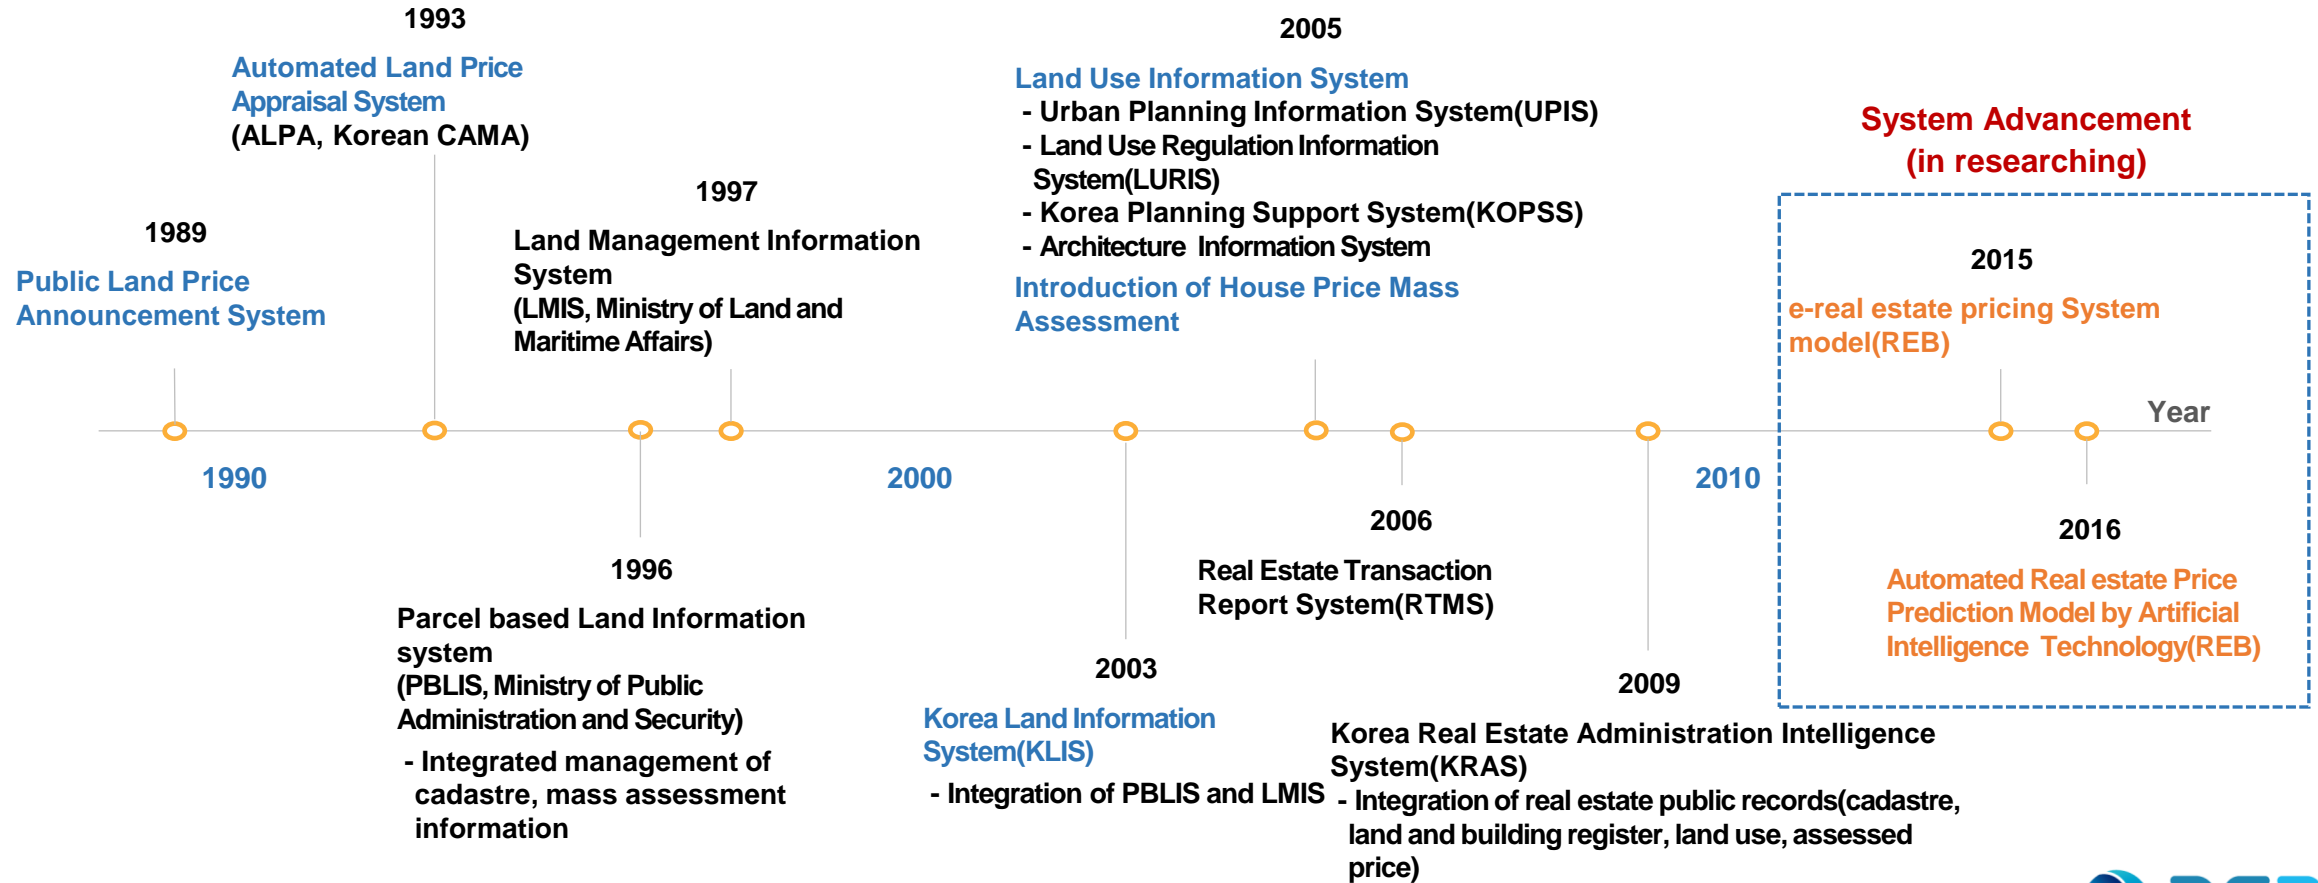 1993
Automated Land Price
Appraisal System
(ALPA, Korean CAMA)
2005
Land Use Information System
- Urban Planning Information System(UPIS)
- Land Use Regulation Information
System(LURIS)
- Korea Planning Support System(KOPSS)
- Architecture Information System
Introduction of House Price Mass
Assessment
System Advancement
(in researching)
1989
Public Land Price
Announcement System
1997
Land Management Information
System
(LMIS, Ministry of Land and
Maritime Affairs)
2015
e-real estate pricing System
model(REB)
Year
1990
2000
2010
1996
Parcel based Land Information
system
(PBLIS, Ministry of Public
Administration and Security)
- Integrated management of
cadastre, mass assessment
information
2003
Korea Land Information
System(KLIS)
- Integration of PBLIS and LMIS
2006
Real Estate Transaction
Report System(RTMS)
2009
Korea Real Estate Administration Intelligence
System(KRAS)
- Integration of real estate public records(cadastre,
land and building register, land use, assessed
price)
2016
Automated Real estate Price
Prediction Model by Artificial
Intelligence Technology(REB)